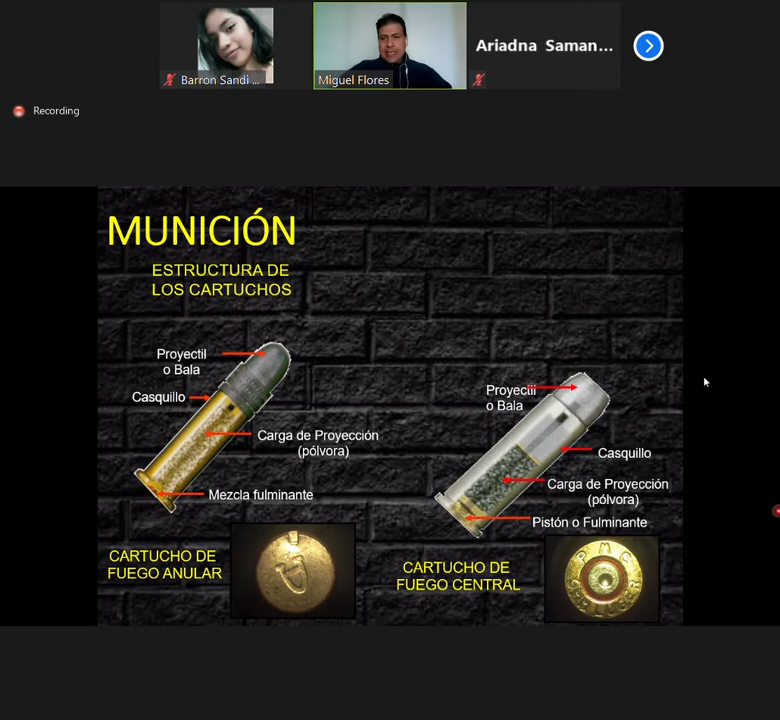 Barron Sandi ...
Miguel Flores
Ariadna Saman...
Recording
MUNICIÓN
ESTRUCTURA DE
LOS CARTUCHOS
Proyectil
o Bala
Casquillo
Carga de Proyección
(pólvora)
Mezcla fulminante
CARTUCHO DE
FUEGO ANULAR
Proyectil
o Bala
Casquillo
Carga de Proyección
(pólvora)
Pistón o Fulminante
CARTUCHO DE
FUEGO CENTRAL
PMC